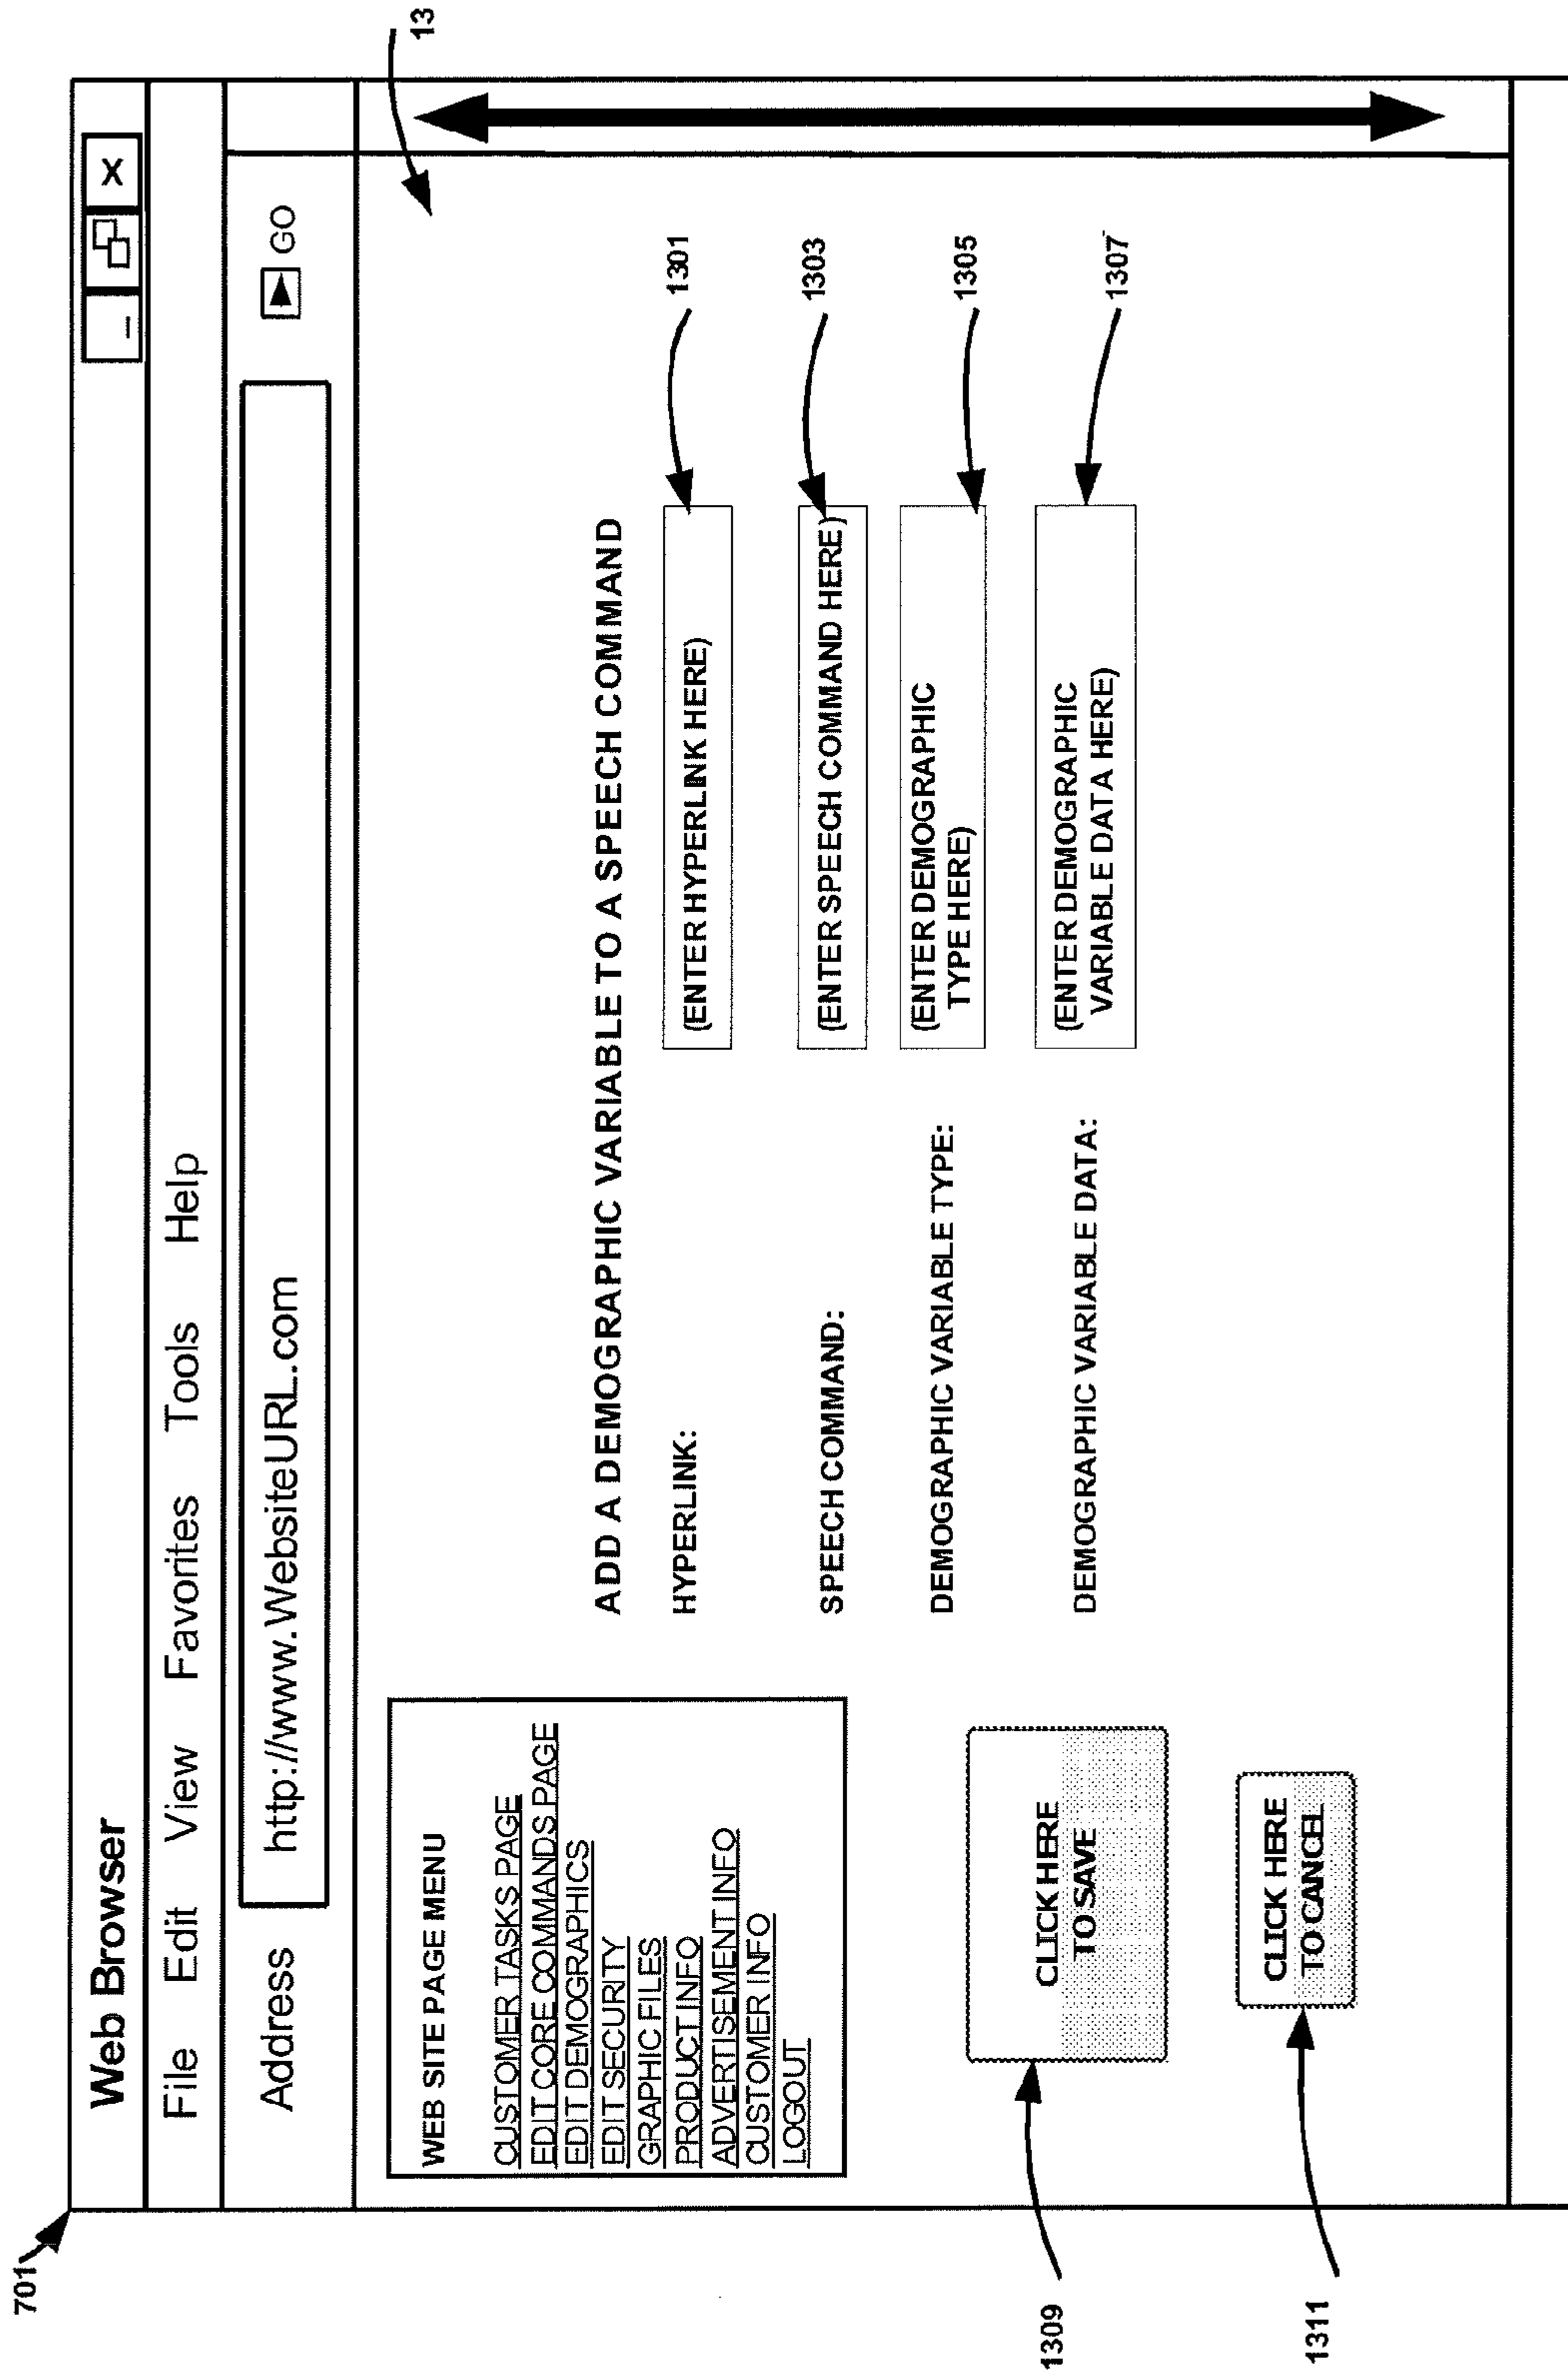 701
13
Web Browser
_ X
File Edit View Favorites Tools Help
Address http://www.WebsiteURL.com GO
WEB SITE PAGE MENU
CUSTOMER TASKS PAGE
EDIT CORE COMMANDS PAGE
EDIT DEMOGRAPHICS
EDIT SECURITY
GRAPHIC FILES
PRODUCT INFO
ADVERTISEMENT INFO
CUSTOMER INFO
LOGOUT
ADD A DEMOGRAPHIC VARIABLE TO A SPEECH COMMAND
HYPERLINK: (ENTER HYPERLINK HERE) 1301
SPEECH COMMAND: (ENTER SPEECH COMMAND HERE) 1303
DEMOGRAPHIC VARIABLE TYPE: (ENTER DEMOGRAPHIC
TYPE HERE) 1305
DEMOGRAPHIC VARIABLE DATA: (ENTER DEMOGRAPHIC
VARIABLE DATA HERE) 1307
CLICK HERE
TO SAVE
1309
CLICK HERE
TO CANCEL
1311